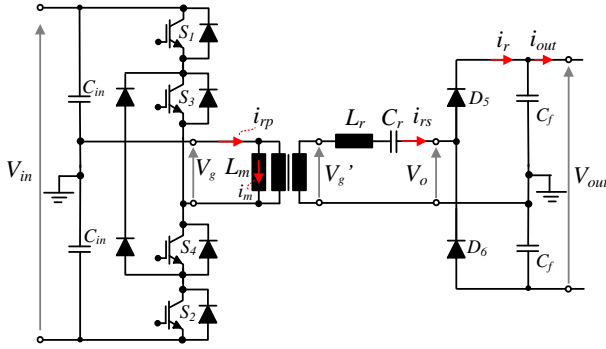 S1
ir
iout
Cin
S3
irp
Lr
Cr
irs
D5
Cf
Vin
Vg
Lm
im
Vg'
Vo
Vout
Cin
S4
D6
Cf
S2